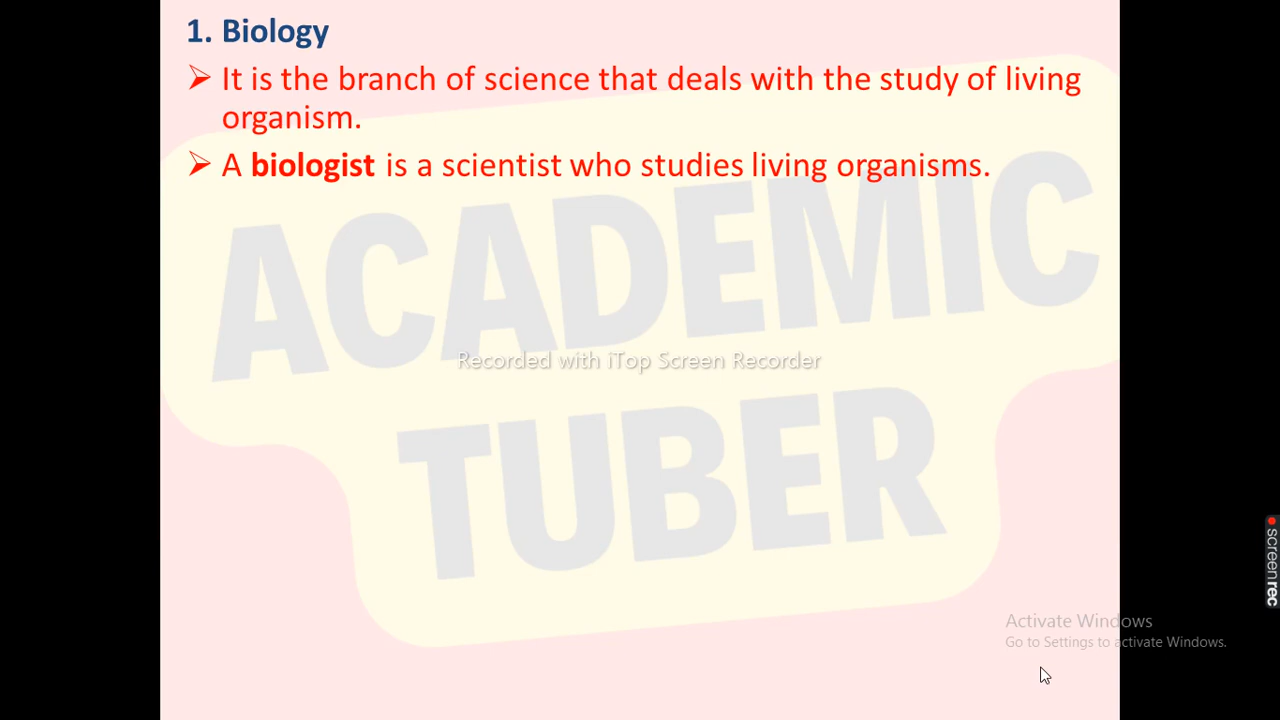 1. Biology
➢ It is the branch of science that deals with the study of living
organism.
➢ A biologist is a scientist who studies living organisms.
ACADEMIC
Recorded with iTop Screen Recorder
TUBER
screenrec
Activate Windows
Go to Settings to activate Windows.